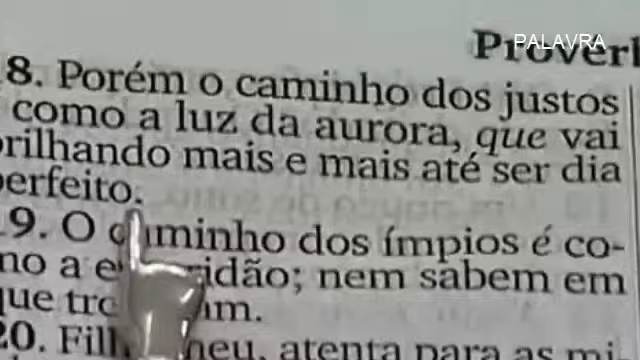 PALAVRA
Proverb
8. Porém o caminho dos justos
como a luz da aurora, que vai
brilhando mais e mais até ser dia
perfeito.
9. O caminho dos ímpios é co-
mo a escuridão; nem sabem em
que tropeçam.
20. Filho meu, atenta para as mi